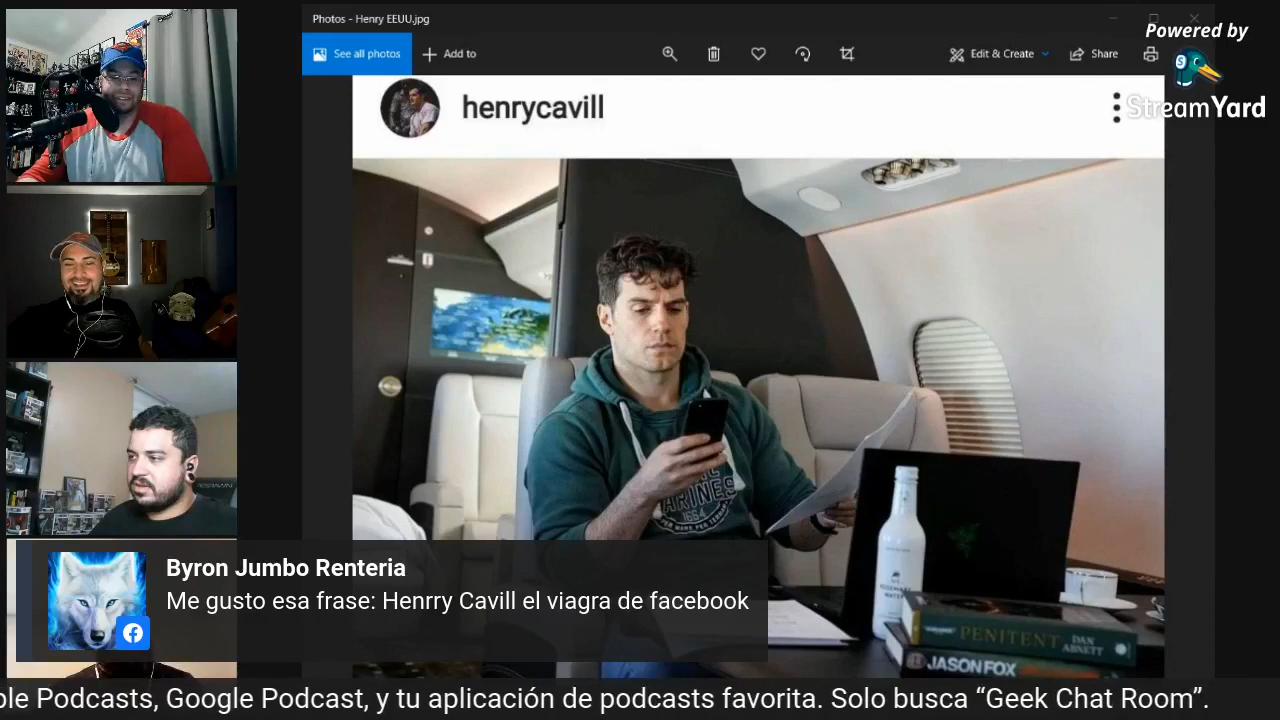 Photos - Henry EEUU.jpg
See all photos
Add to
Edit & Create
Share
Powered by
StreamYard
henrycavill
MARINES
1664
PENITENT DAN ABNETT
JASON FOX
Byron Jumbo Renteria
Me gusto esa frase: Henrry Cavill el viagra de facebook
ble Podcasts, Google Podcast, y tu aplicación de podcasts favorita. Solo busca “Geek Chat Room”.